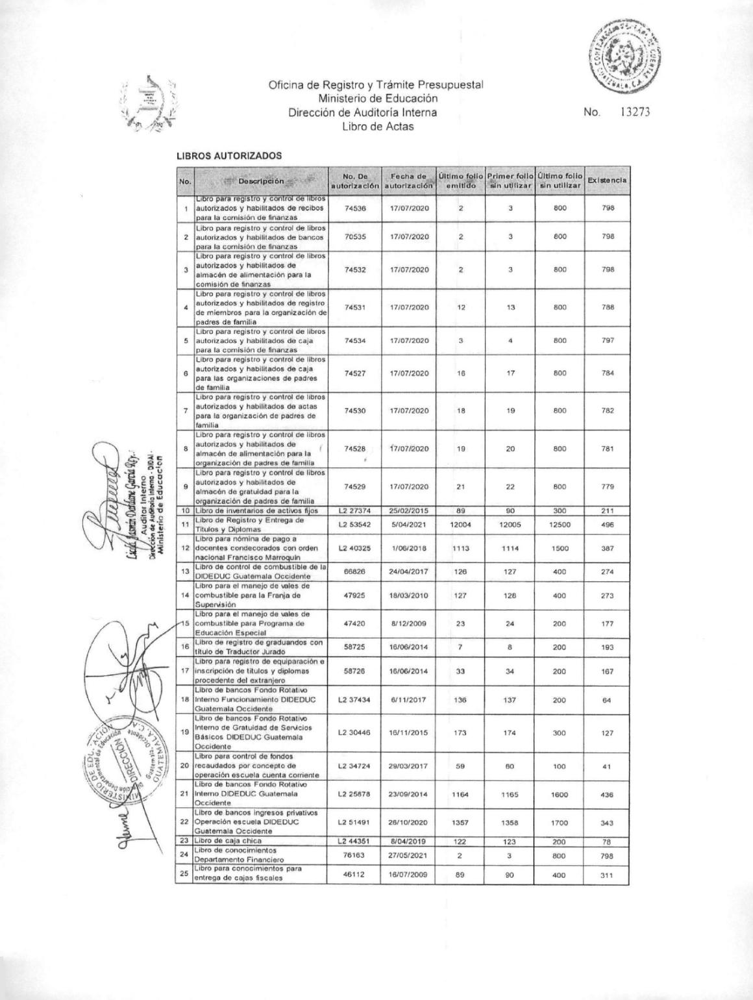 Oficina de Registro y Trámite Presupuestal
Ministerio de Educación
Dirección de Auditoría Interna
Libro de Actas
No. 13273
LIBROS AUTORIZADOS
No. Descripción No. De autorización Fecha de autorización Último folio emitido Primer folio sin utilizar Último folio sin utilizar Existencia
1 Libro para registro y control de libros autorizados y habilitados de recibos para la comisión de finanzas 74536 17/07/2020 2 3 800 798
2 Libro para registro y control de libros autorizados y habilitados de bancos para la comisión de finanzas 70535 17/07/2020 2 3 800 798
3 Libro para registro y control de libros autorizados y habilitados de almacén de alimentación para la comisión de finanzas 74532 17/07/2020 2 3 800 798
4 Libro para registro y control de libros autorizados y habilitados de registro de miembros para la organización de padres de familia 74531 17/07/2020 12 13 800 788
5 Libro para registro y control de libros autorizados y habilitados de caja para la comisión de finanzas 74534 17/07/2020 3 4 800 797
6 Libro para registro y control de libros autorizados y habilitados de caja para las organizaciones de padres de familia 74527 17/07/2020 16 17 800 784
7 Libro para registro y control de libros autorizados y habilitados de actas para la organización de padres de familia 74530 17/07/2020 18 19 800 782
8 Libro para registro y control de libros autorizados y habilitados de almacén de alimentación para la organización de padres de familia 74528 17/07/2020 19 20 800 781
9 Libro para registro y control de libros autorizados y habilitados de almacén de gratuidad para la organización de padres de familia 74529 17/07/2020 21 22 800 779
10 Libro de inventarios de activos fijos L2 27374 25/02/2015 89 90 300 211
11 Libro de Registro y Entrega de Títulos y Diplomas L2 53542 5/04/2021 12004 12005 12500 496
12 Libro para nómina de pago a docentes condecorados con orden nacional Francisco Marroquín L2 40325 1/06/2018 1113 1114 1500 387
13 Libro de control de combustible de la DIDEDUC Guatemala Occidente 66826 24/04/2017 126 127 400 274
14 Libro para el manejo de vales de combustible para la Franja de Supervisión 47925 18/03/2010 127 128 400 273
15 Libro para el manejo de vales de combustible para Programa de Educación Especial 47420 8/12/2009 23 24 200 177
16 Libro de registro de graduandos con título de Traductor Jurado 58725 16/06/2014 7 8 200 193
17 Libro para registro de equiparación e inscripción de títulos y diplomas procedente del extranjero 58726 16/06/2014 33 34 200 167
18 Libro de bancos Fondo Rotativo Interno Funcionamiento DIDEDUC Guatemala Occidente L2 37434 6/11/2017 136 137 200 64
19 Libro de bancos Fondo Rotativo Interno de Gratuidad de Servicios Básicos DIDEDUC Guatemala Occidente L2 30446 16/11/2015 173 174 300 127
20 Libro para control de fondos recaudados por concepto de operación escuela cuenta corriente L2 34724 29/03/2017 59 60 100 41
21 Libro de bancos Fondo Rotativo Interno DIDEDUC Guatemala Occidente L2 25878 23/09/2014 1164 1165 1600 436
22 Libro de bancos ingresos privativos Operación escuela DIDEDUC Guatemala Occidente L2 51491 26/10/2020 1357 1358 1700 343
23 Libro de caja chica L2 44351 8/04/2019 122 123 200 78
24 Libro de conocimientos Departamento Financiero 76163 27/05/2021 2 3 800 798
25 Libro para conocimientos para entrega de cajas fiscales 46112 16/07/2009 89 90 400 311
Auditor Interno
Dirección de Auditoría Interna - DIDAI -
Ministerio de Educacion
DIRECCIÓN